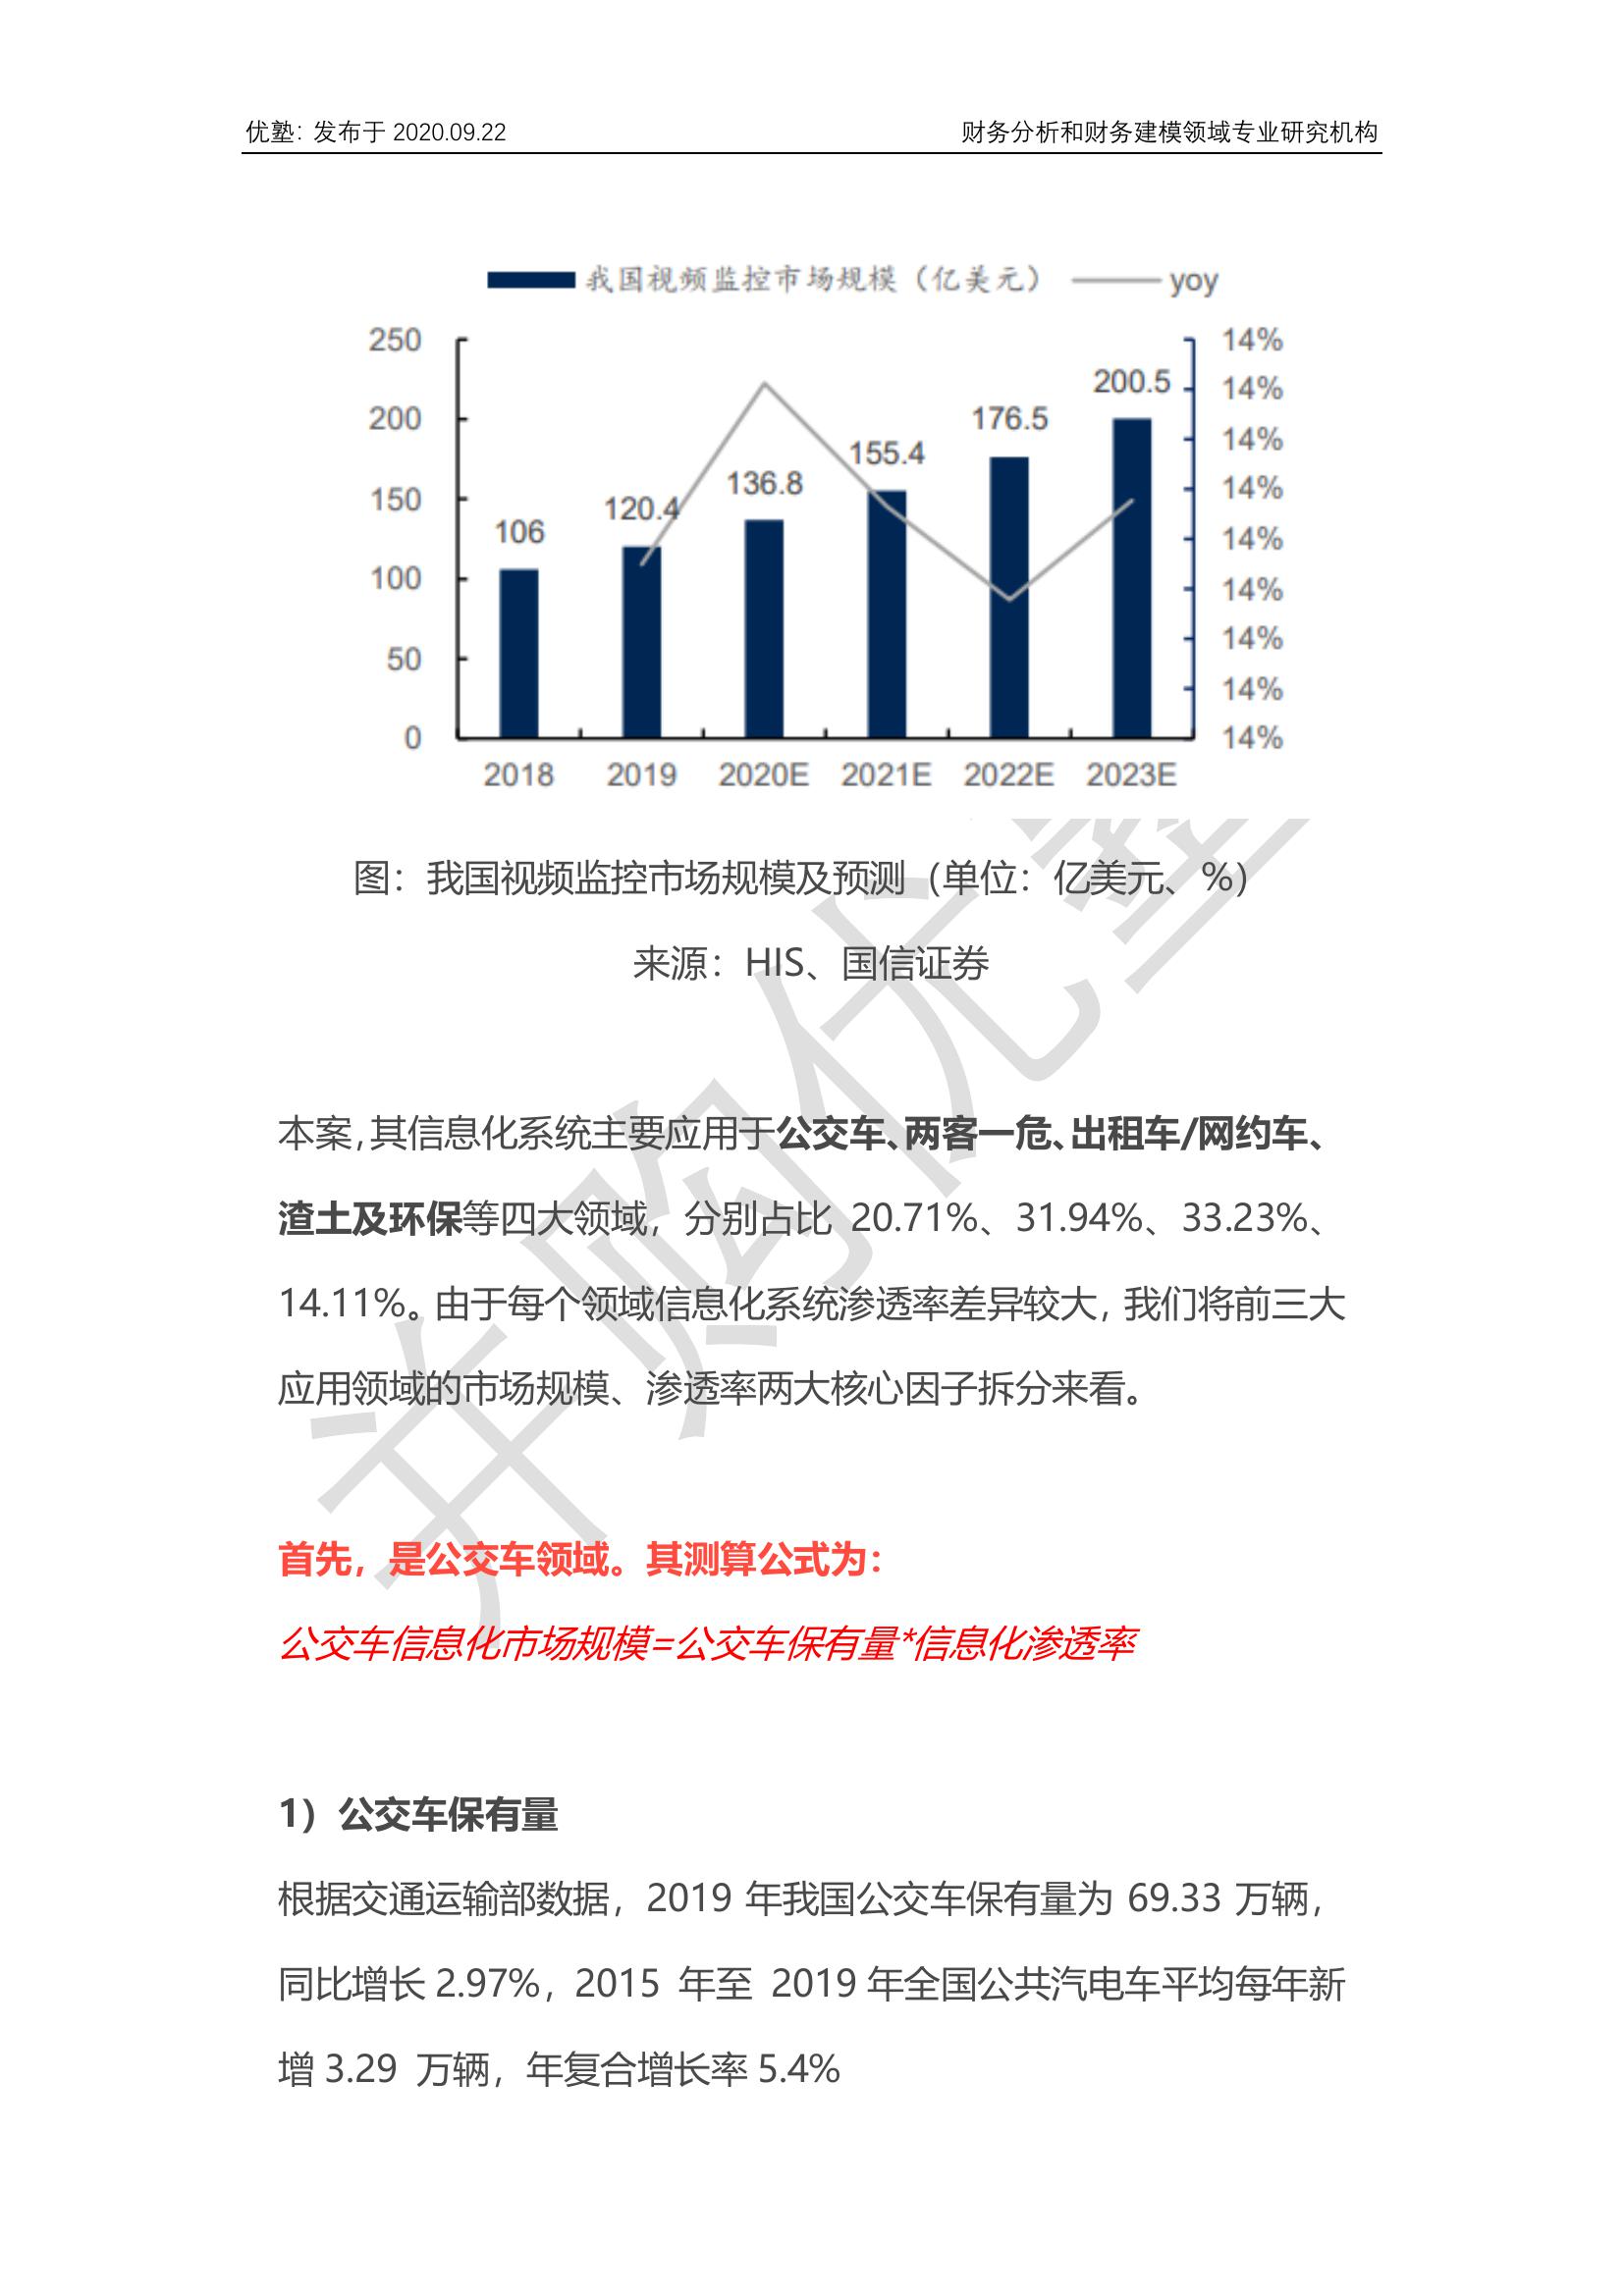 优塾：发布于 2020.09.22
财务分析和财务建模领域专业研究机构
我国视频监控市场规模（亿美元） yoy
250
200
150
100
50
0
14%
14%
14%
14%
14%
14%
14%
14%
14%
106
120.4
136.8
155.4
176.5
200.5
2018 2019 2020E 2021E 2022E 2023E
图：我国视频监控市场规模及预测（单位：亿美元、%）
来源：HIS、国信证券
本案，其信息化系统主要应用于公交车、两客一危、出租车/网约车、
渣土及环保等四大领域，分别占比 20.71%、31.94%、33.23%、
14.11%。由于每个领域信息化系统渗透率差异较大，我们将前三大
应用领域的市场规模、渗透率两大核心因子拆分来看。
首先，是公交车领域。其测算公式为：
公交车信息化市场规模=公交车保有量*信息化渗透率
1）公交车保有量
根据交通运输部数据，2019 年我国公交车保有量为 69.33 万辆，
同比增长 2.97%，2015 年至 2019 年全国公共汽电车平均每年新
增 3.29 万辆，年复合增长率 5.4%
并购优塾